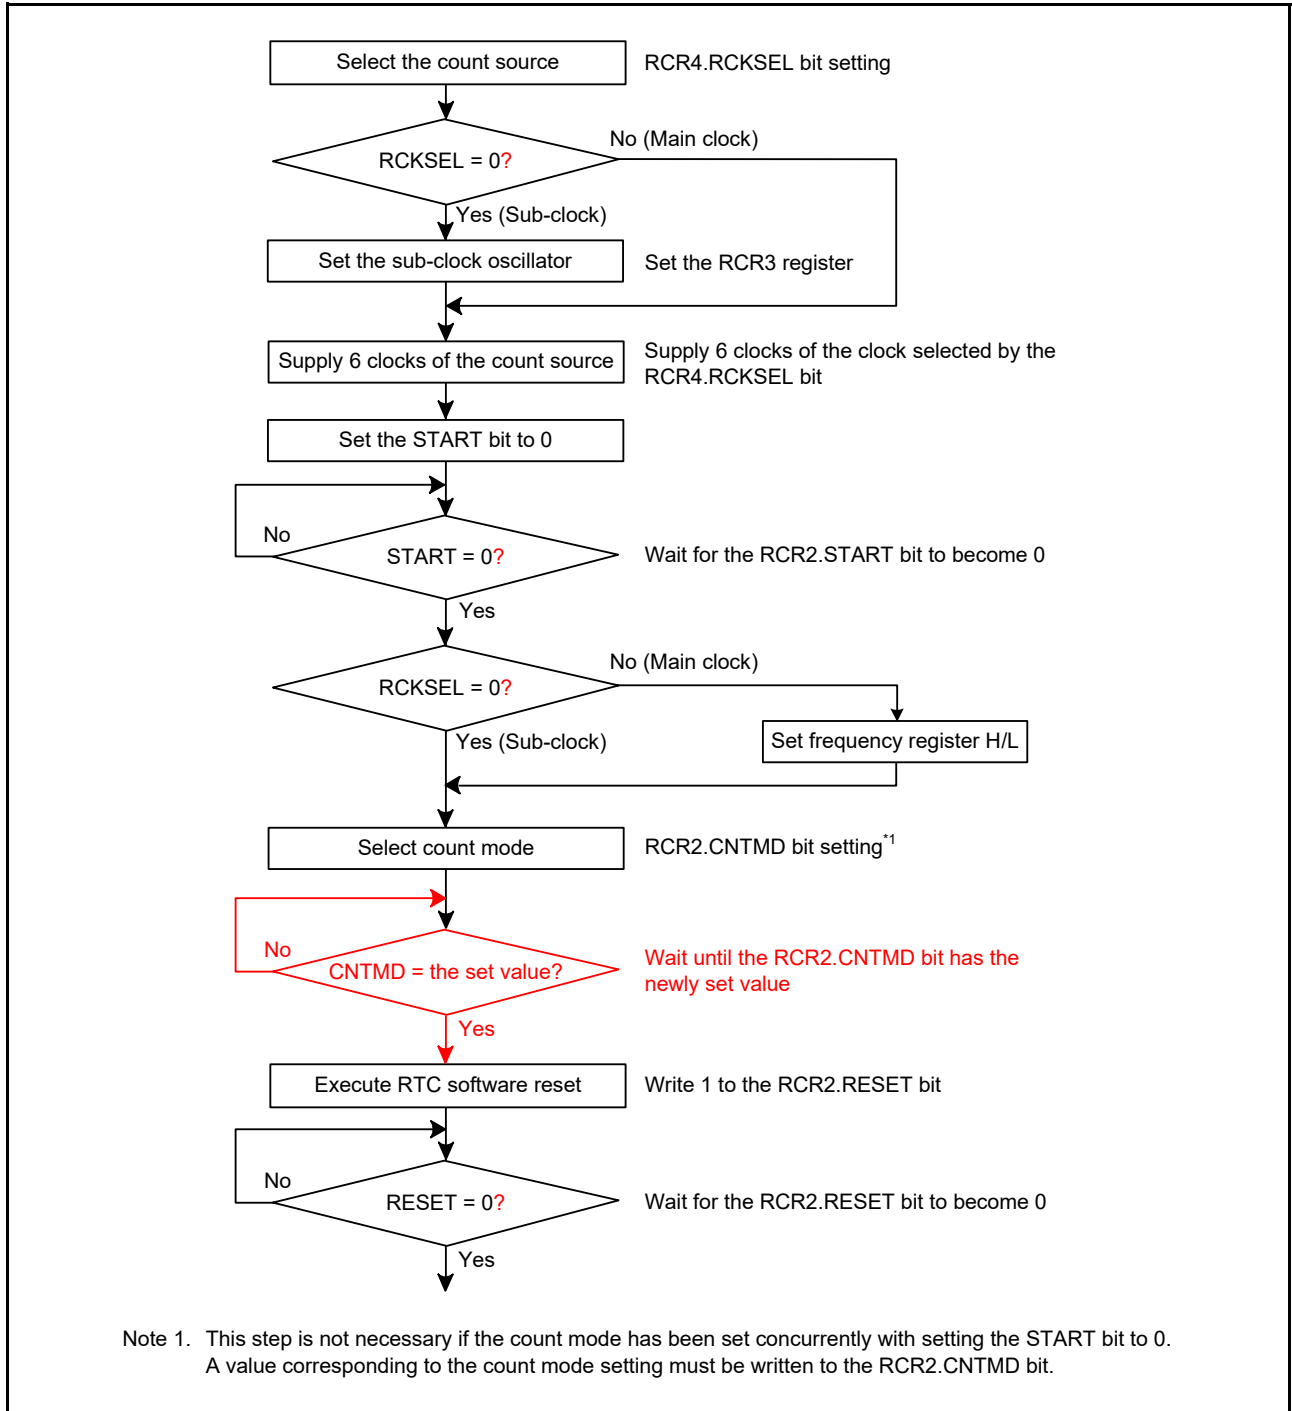 Select the count source
RCR4.RCKSEL bit setting
RCKSEL = 0?
No (Main clock)
Yes (Sub-clock)
Set the sub-clock oscillator
Set the RCR3 register
Supply 6 clocks of the count source
Supply 6 clocks of the clock selected by the
RCR4.RCKSEL bit
Set the START bit to 0
No
START = 0?
Wait for the RCR2.START bit to become 0
Yes
RCKSEL = 0?
No (Main clock)
Yes (Sub-clock)
Set frequency register H/L
Select count mode
RCR2.CNTMD bit setting*1
No
CNTMD = the set value?
Wait until the RCR2.CNTMD bit has the
newly set value
Yes
Execute RTC software reset
Write 1 to the RCR2.RESET bit
No
RESET = 0?
Wait for the RCR2.RESET bit to become 0
Yes
Note 1. This step is not necessary if the count mode has been set concurrently with setting the START bit to 0.
A value corresponding to the count mode setting must be written to the RCR2.CNTMD bit.